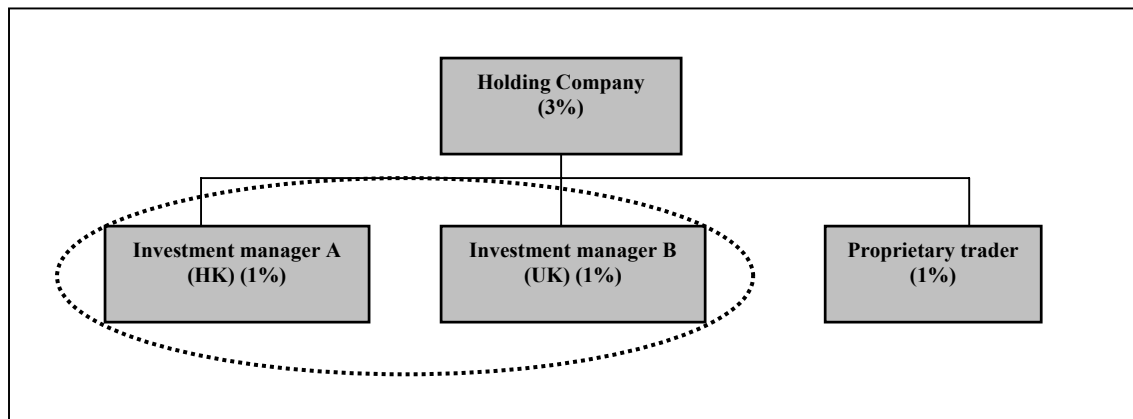 Holding Company
(3%)
Investment manager A
(HK) (1%)
Investment manager B
(UK) (1%)
Proprietary trader
(1%)